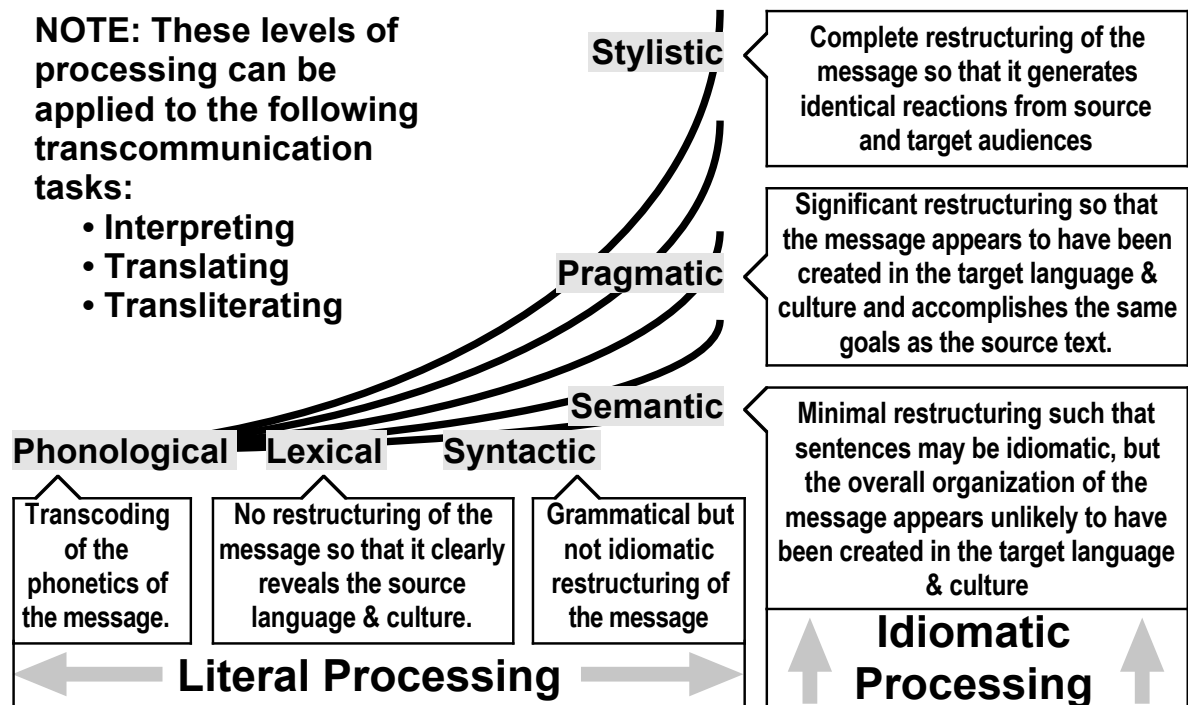 NOTE: These levels of
processing can be
applied to the following
transcommunication
tasks:
• Interpreting
• Translating
• Transliterating
Stylistic
Complete restructuring of the
message so that it generates
identical reactions from source
and target audiences
Pragmatic
Significant restructuring so that
the message appears to have been
created in the target language &
culture and accomplishes the same
goals as the source text.
Semantic
Minimal restructuring such that
sentences may be idiomatic, but
the overall organization of the
message appears unlikely to have
been created in the target language
& culture
Phonological
Lexical
Syntactic
Transcoding
of the
phonetics of
the message.
No restructuring of the
message so that it clearly
reveals the source
language & culture.
Grammatical but
not idiomatic
restructuring of
the message
Literal Processing
Idiomatic
Processing